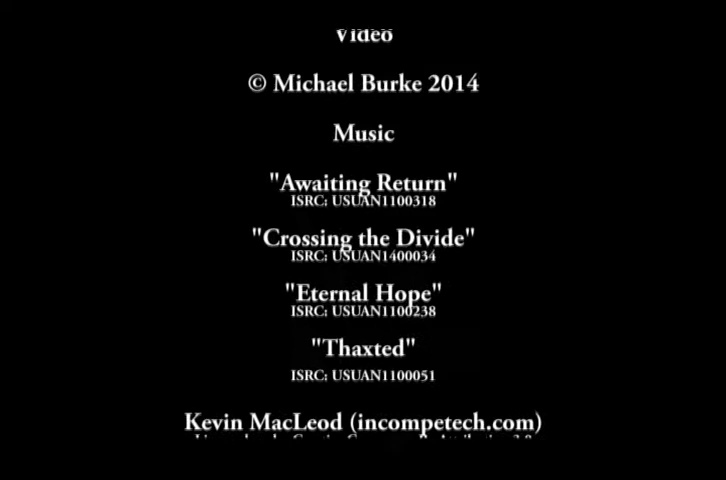 Video
© Michael Burke 2014
Music
"Awaiting Return"
ISRC: USUAN1100318
"Crossing the Divide"
ISRC: USUAN1400034
"Eternal Hope"
ISRC: USUAN1100238
"Thaxted"
ISRC: USUAN1100051
Kevin MacLeod (incompetech.com)